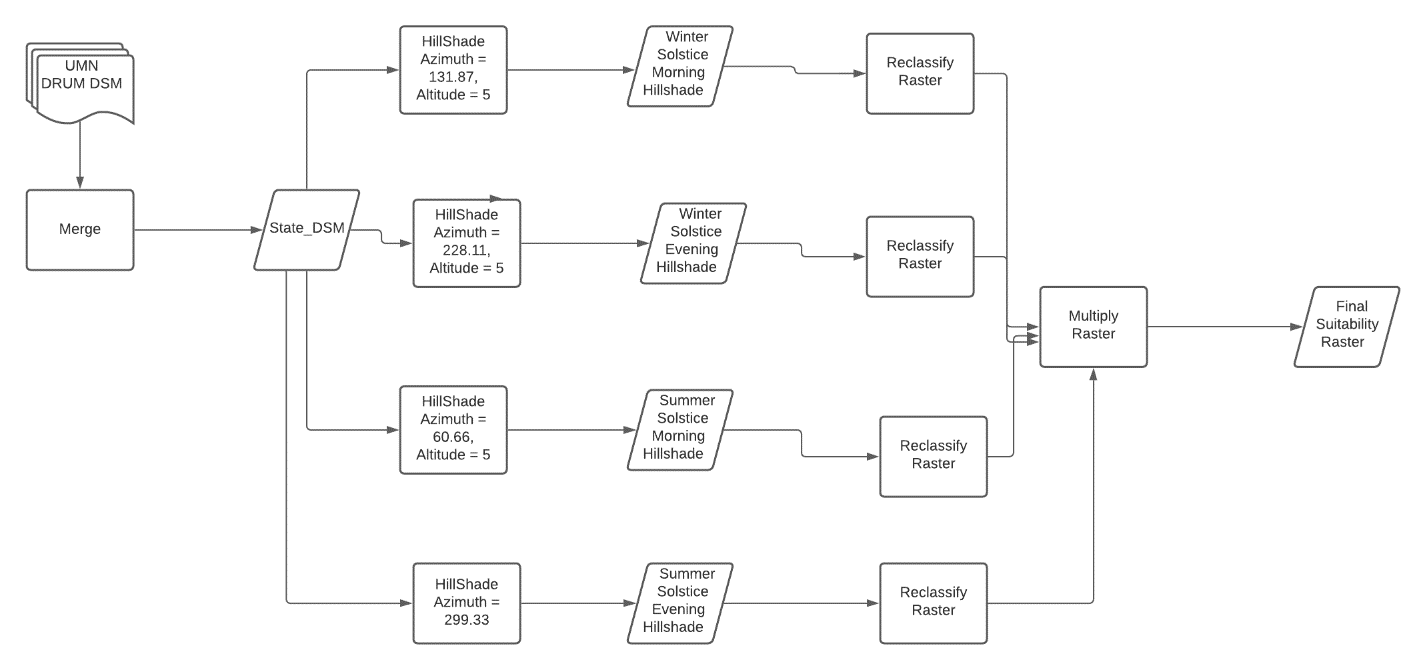 UMN
DRUM DSM
Merge
State_DSM
HillShade
Azimuth =
131.87,
Altitude = 5
Winter
Solstice
Morning
Hillshade
Reclassify
Raster
HillShade
Azimuth =
228.11,
Altitude = 5
Winter
Solstice
Evening
Hillshade
Reclassify
Raster
HillShade
Azimuth =
60.66,
Altitude = 5
Summer
Solstice
Morning
Hillshade
Reclassify
Raster
HillShade
Azimuth =
299.33
Summer
Solstice
Evening
Hillshade
Reclassify
Raster
Multiply
Raster
Final
Suitability
Raster